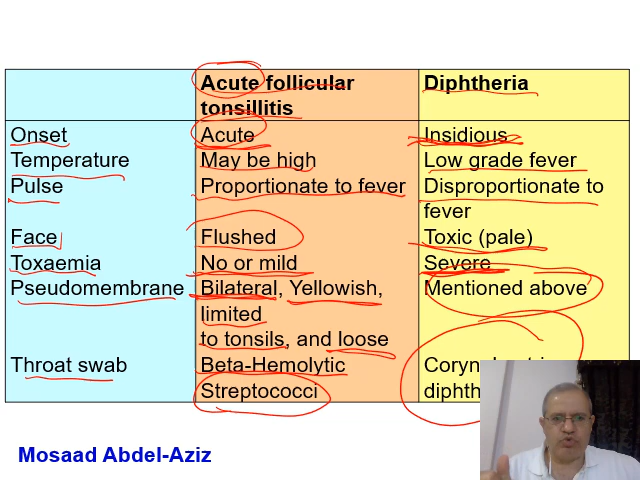 Acute follicular Diphtheria
tonsillitis
Onset Acute Insidious
Temperature May be high Low grade fever
Pulse Proportionate to fever Disproportionate to
fever
Face Flushed Toxic (pale)
Toxaemia No or mild Severe
Pseudomembrane Bilateral, Yellowish, Mentioned above
limited
to tonsils, and loose
Throat swab Beta-Hemolytic
Streptococci
Mosaad Abdel-Aziz